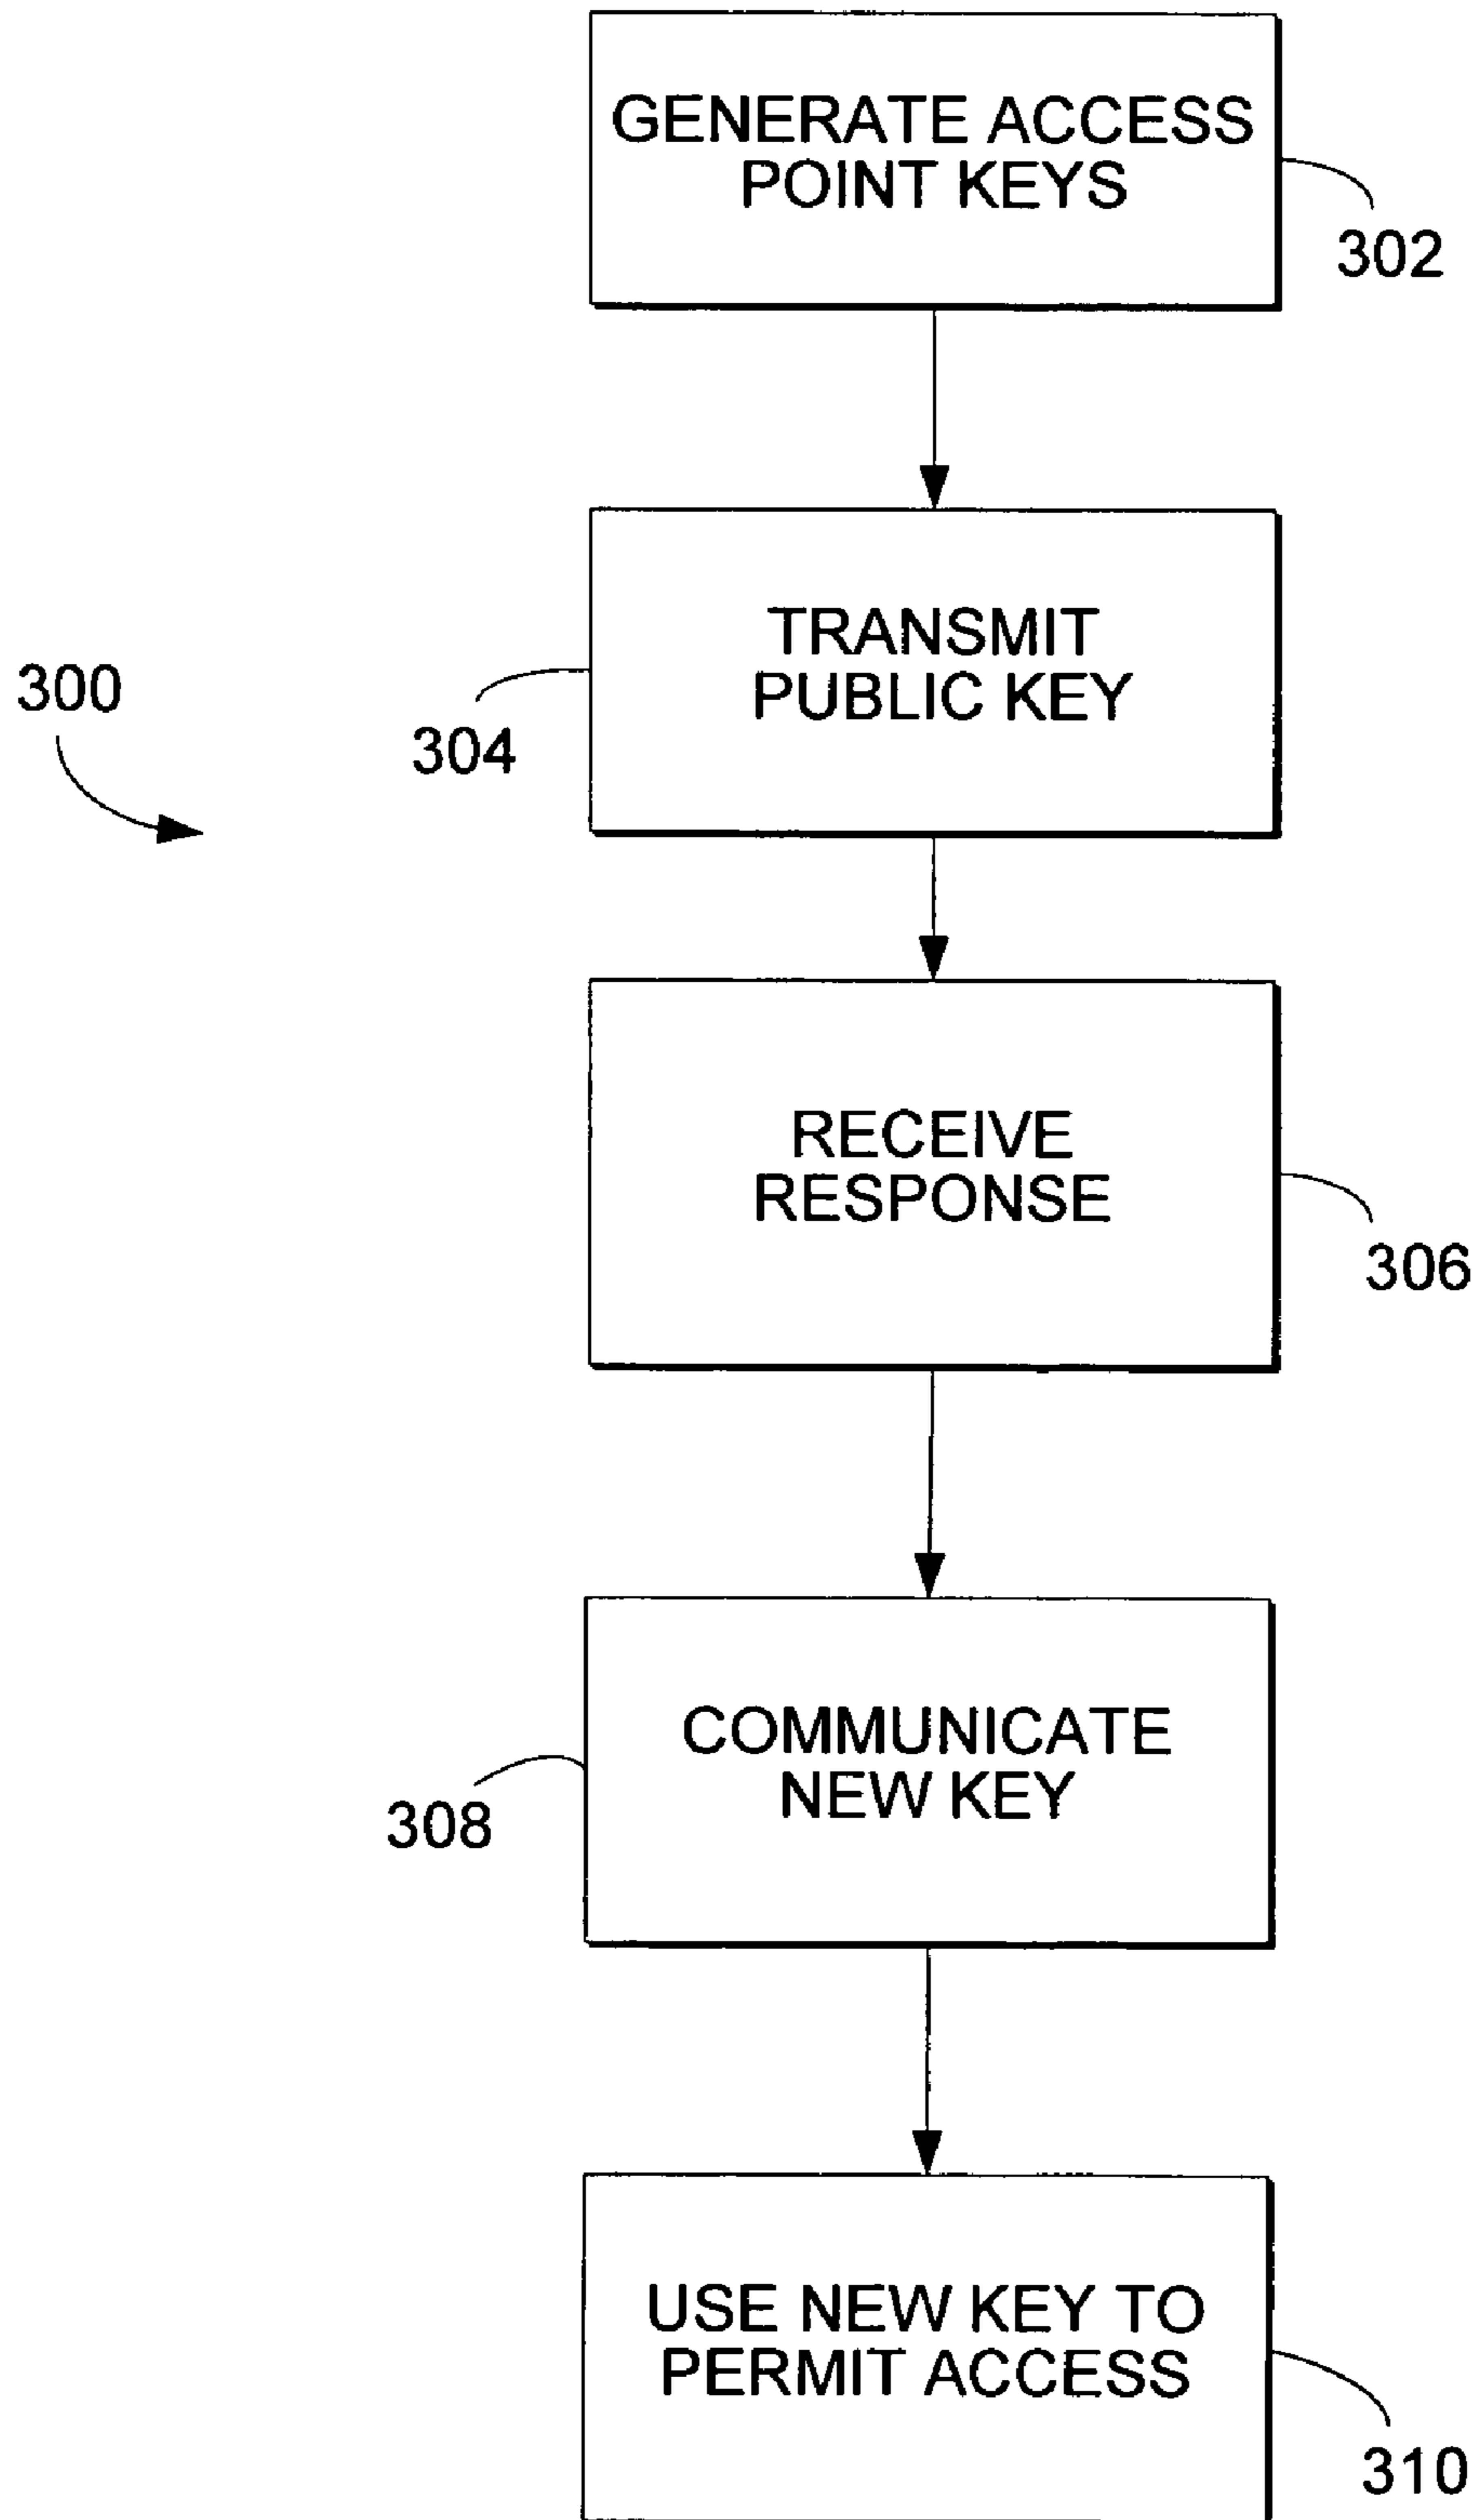 GENERATE ACCESS
POINT KEYS
302
TRANSMIT
PUBLIC KEY
300
304
RECEIVE
RESPONSE
306
COMMUNICATE
NEW KEY
308
USE NEW KEY TO
PERMIT ACCESS
310